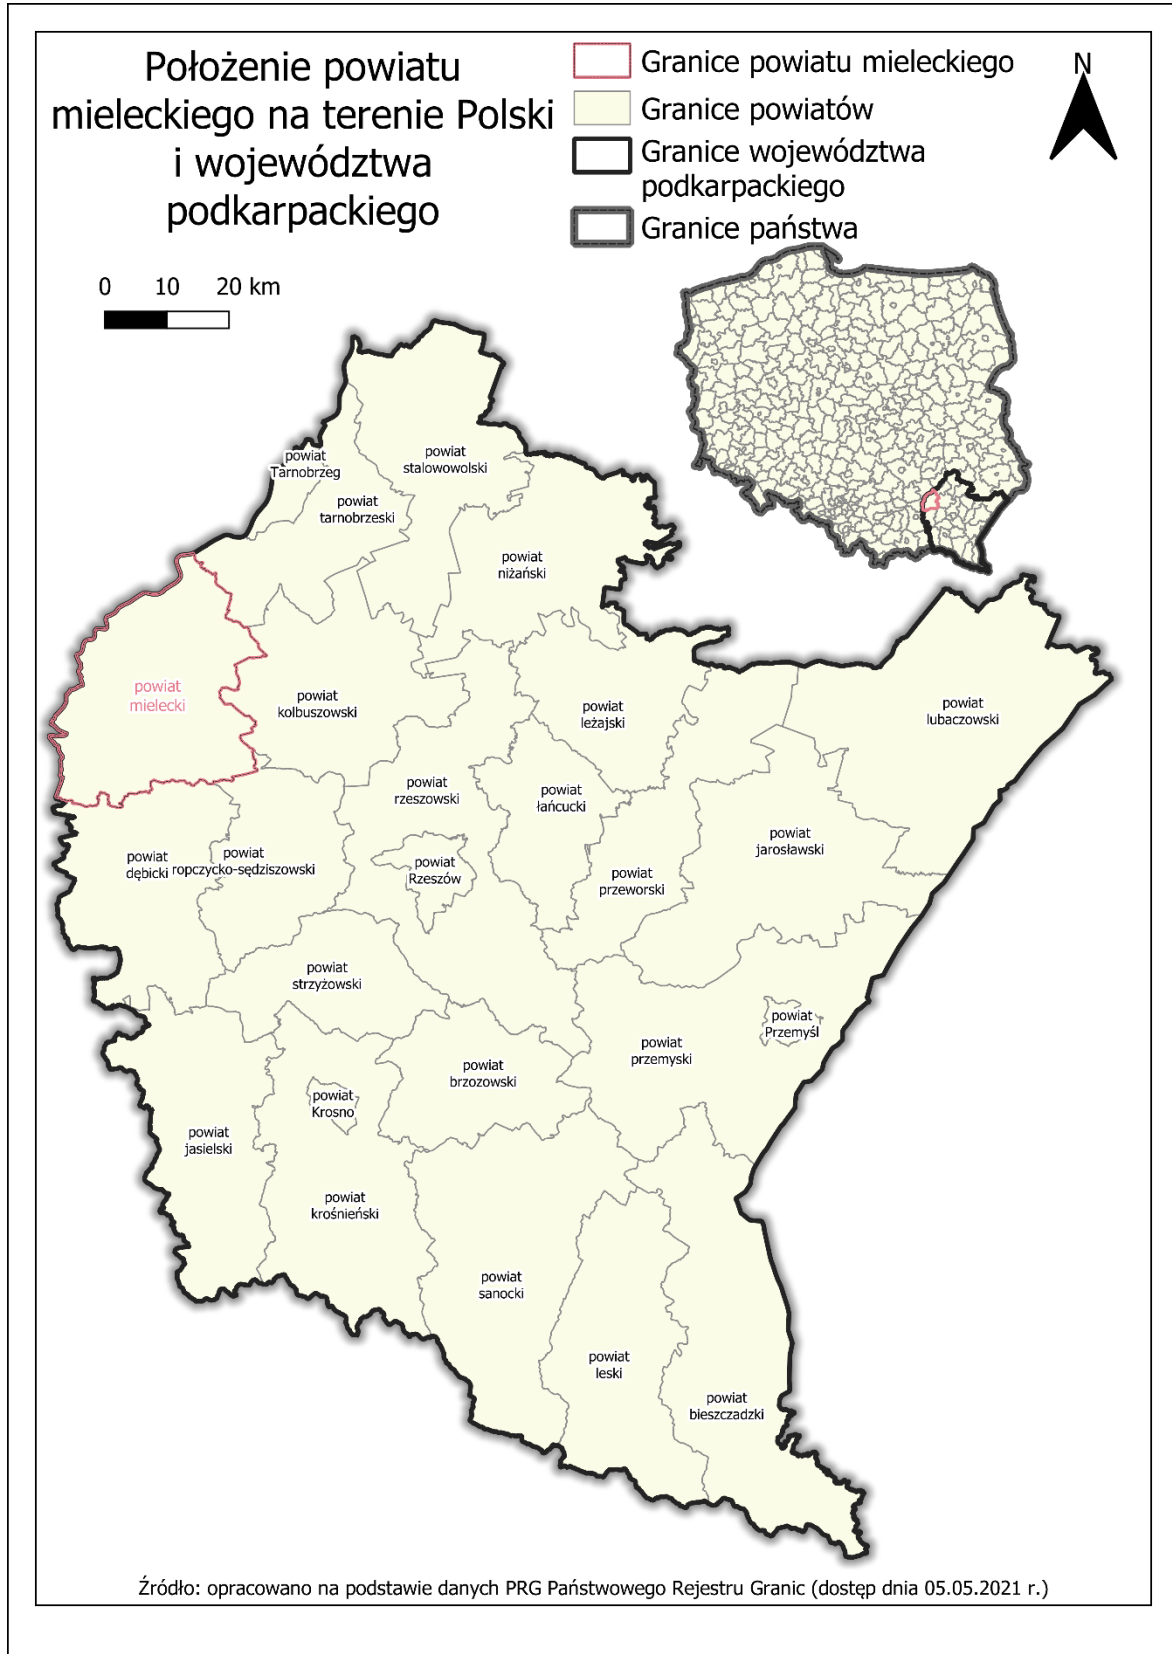 Położenie powiatu
mieleckiego na terenie Polski
i województwa
podkarpackiego
Granice powiatu mieleckiego
Granice powiatów
Granice województwa
podkarpackiego
Granice państwa
N
0 10 20 km
powiat
Tarnobrzeg
powiat
stalowowolski
powiat
tarnobrzeski
powiat
niżański
powiat
mielecki
powiat
kolbuszowski
powiat
leżajski
powiat
lubaczowski
powiat
rzeszowski
powiat
łańcucki
powiat
jarosławski
powiat
dębicki
powiat
ropczycko-sędziszowski
powiat
Rzeszów
powiat
przeworski
powiat
strzyżowski
powiat
Przemyśl
powiat
przemyski
powiat
brzozowski
powiat
Krosno
powiat
jasielski
powiat
krośnieński
powiat
sanocki
powiat
leski
powiat
bieszczadzki
Źródło: opracowano na podstawie danych PRG Państwowego Rejestru Granic (dostęp dnia 05.05.2021 r.)